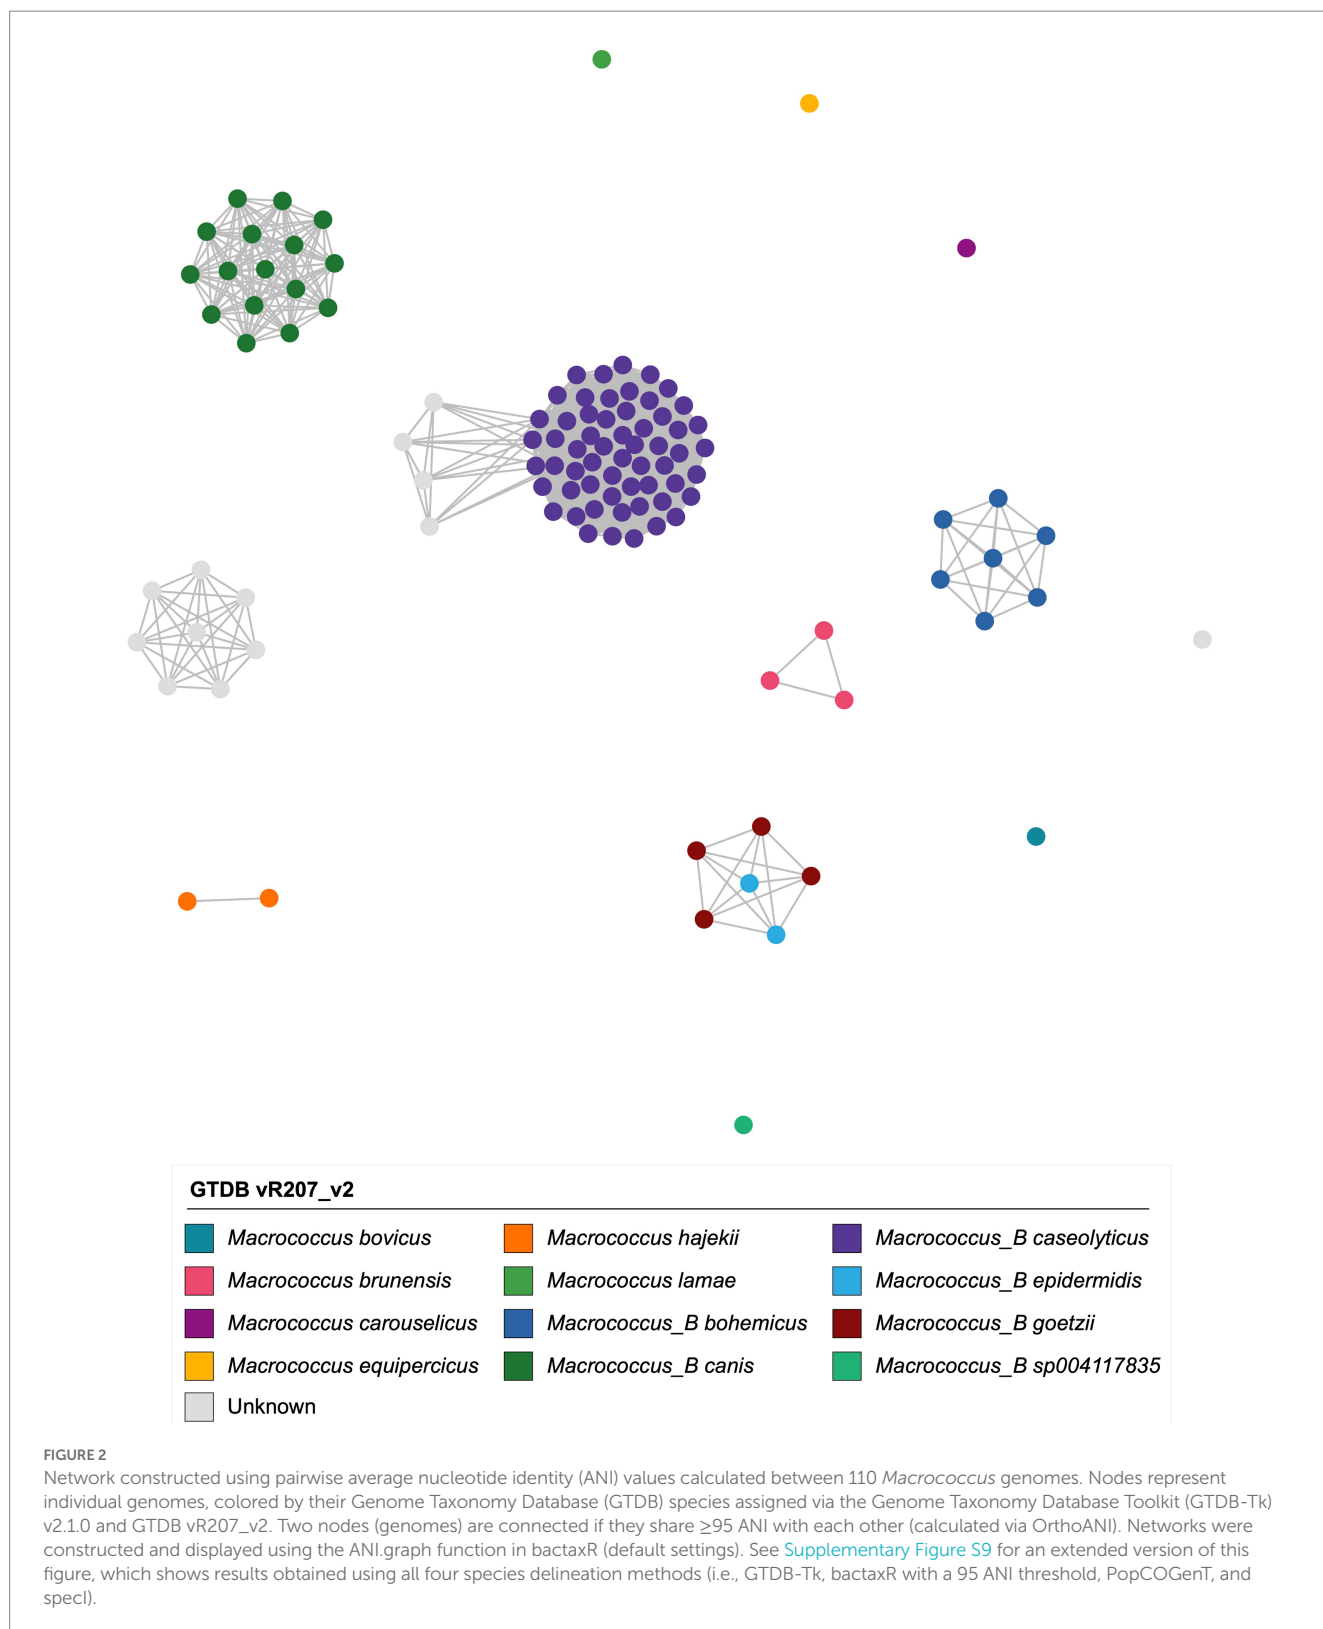 GTDB vR207_v2
Macrococcus bovicus
Macrococcus hajekii
Macrococcus_B caseolyticus
Macrococcus brunensis
Macrococcus lamae
Macrococcus_B epidermidis
Macrococcus carouselicus
Macrococcus_B bohemicus
Macrococcus_B goetzii
Macrococcus equipercicus
Macrococcus_B canis
Macrococcus_B sp004117835
Unknown
FIGURE 2
Network constructed using pairwise average nucleotide identity (ANI) values calculated between 110 Macrococcus genomes. Nodes represent
individual genomes, colored by their Genome Taxonomy Database (GTDB) species assigned via the Genome Taxonomy Database Toolkit (GTDB-Tk)
v2.1.0 and GTDB vR207_v2. Two nodes (genomes) are connected if they share ≥95 ANI with each other (calculated via OrthoANI). Networks were
constructed and displayed using the ANI.graph function in bactaxR (default settings). See Supplementary Figure S9 for an extended version of this
figure, which shows results obtained using all four species delineation methods (i.e., GTDB-Tk, bactaxR with a 95 ANI threshold, PopCOGenT, and
specI).